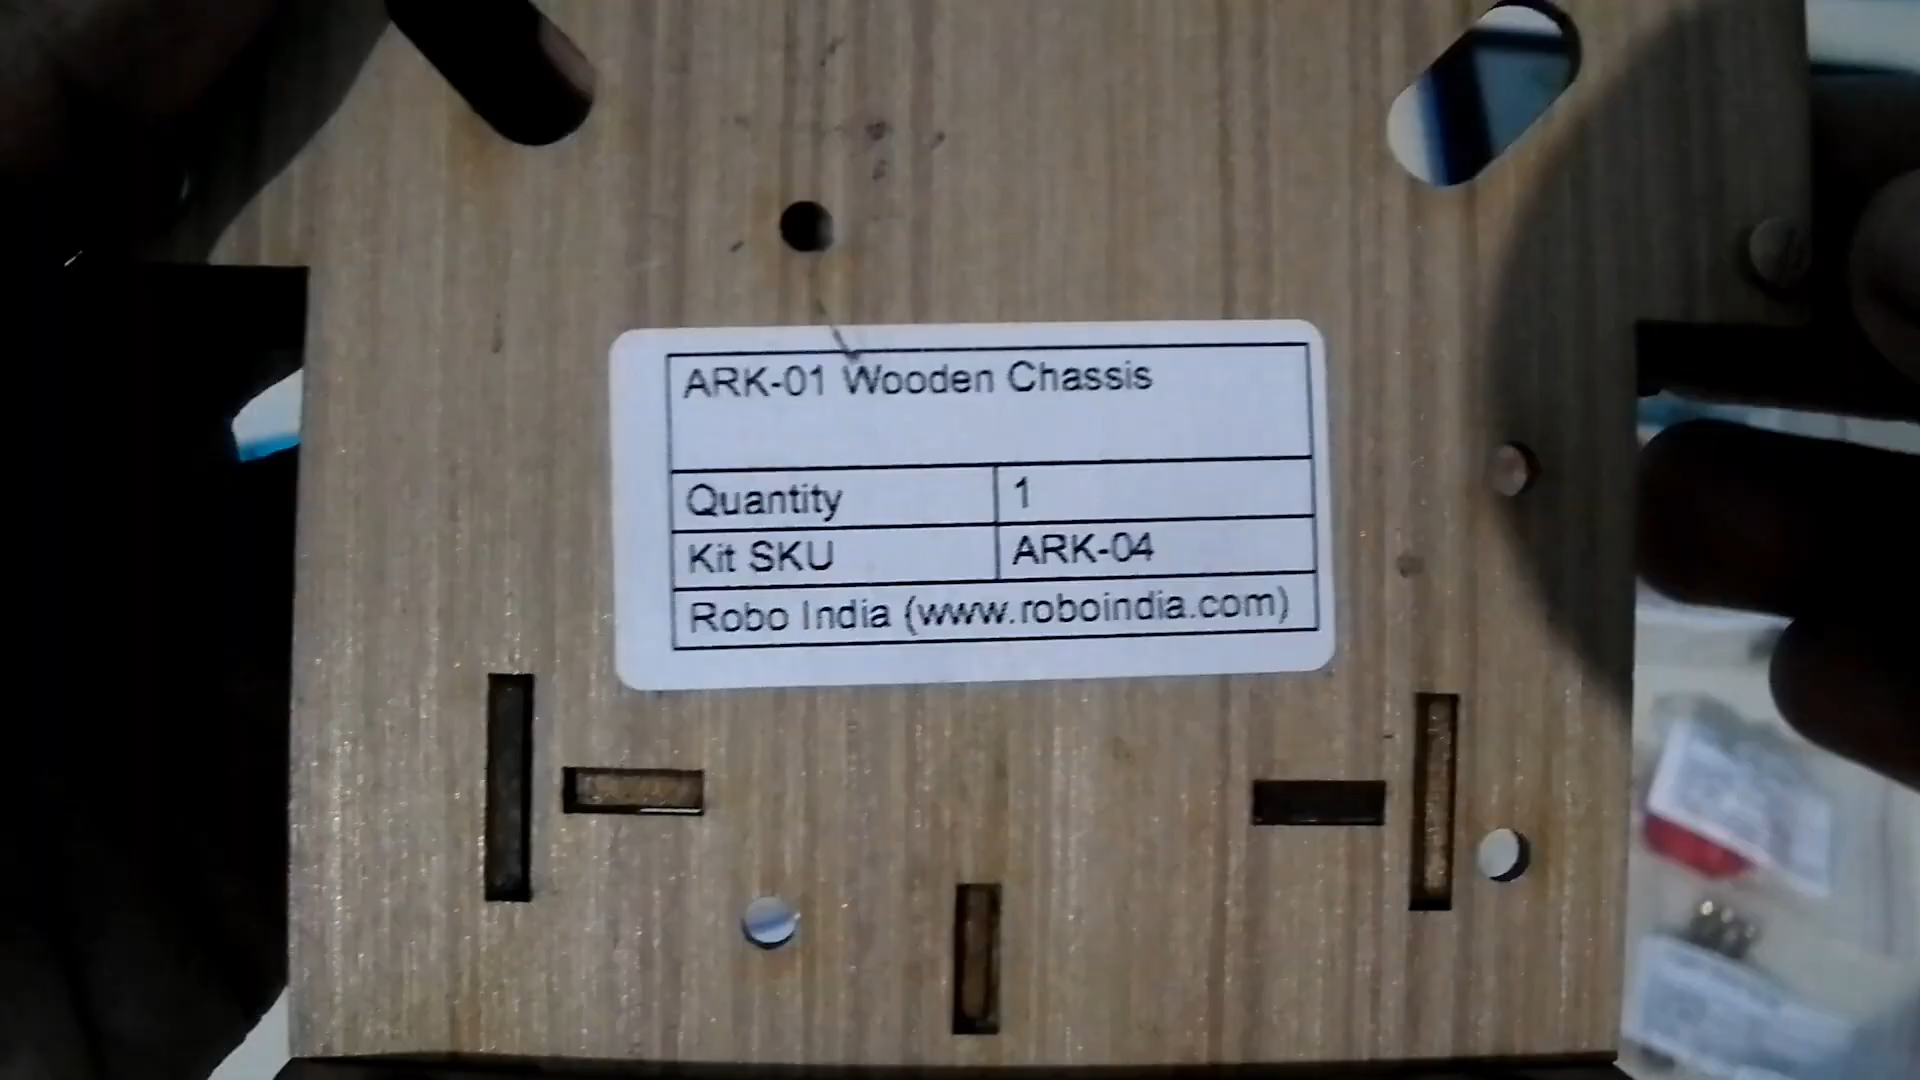 ARK-01 Wooden Chassis
Quantity 1
Kit SKU ARK-04
Robo India (www.roboindia.com)